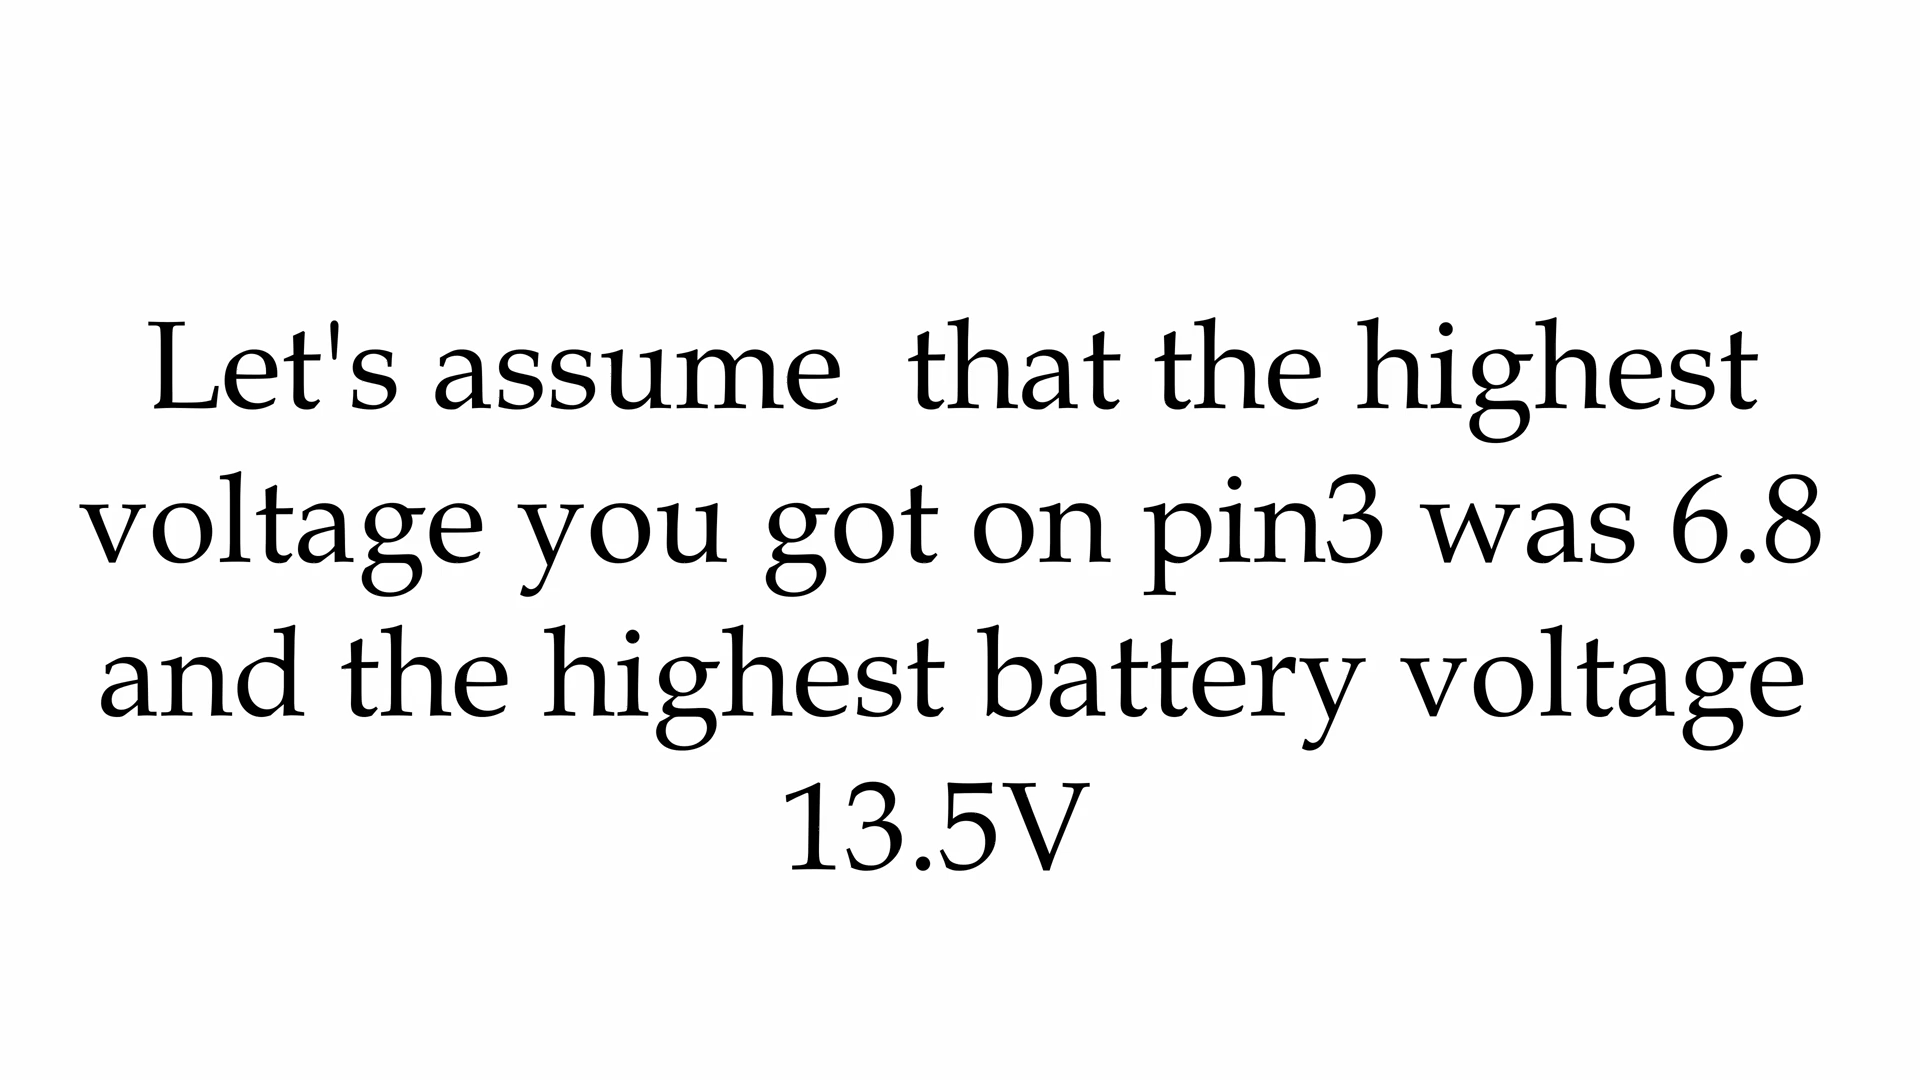 Let's assume  that the highest
voltage you got on pin3 was 6.8
and the highest battery voltage
13.5V